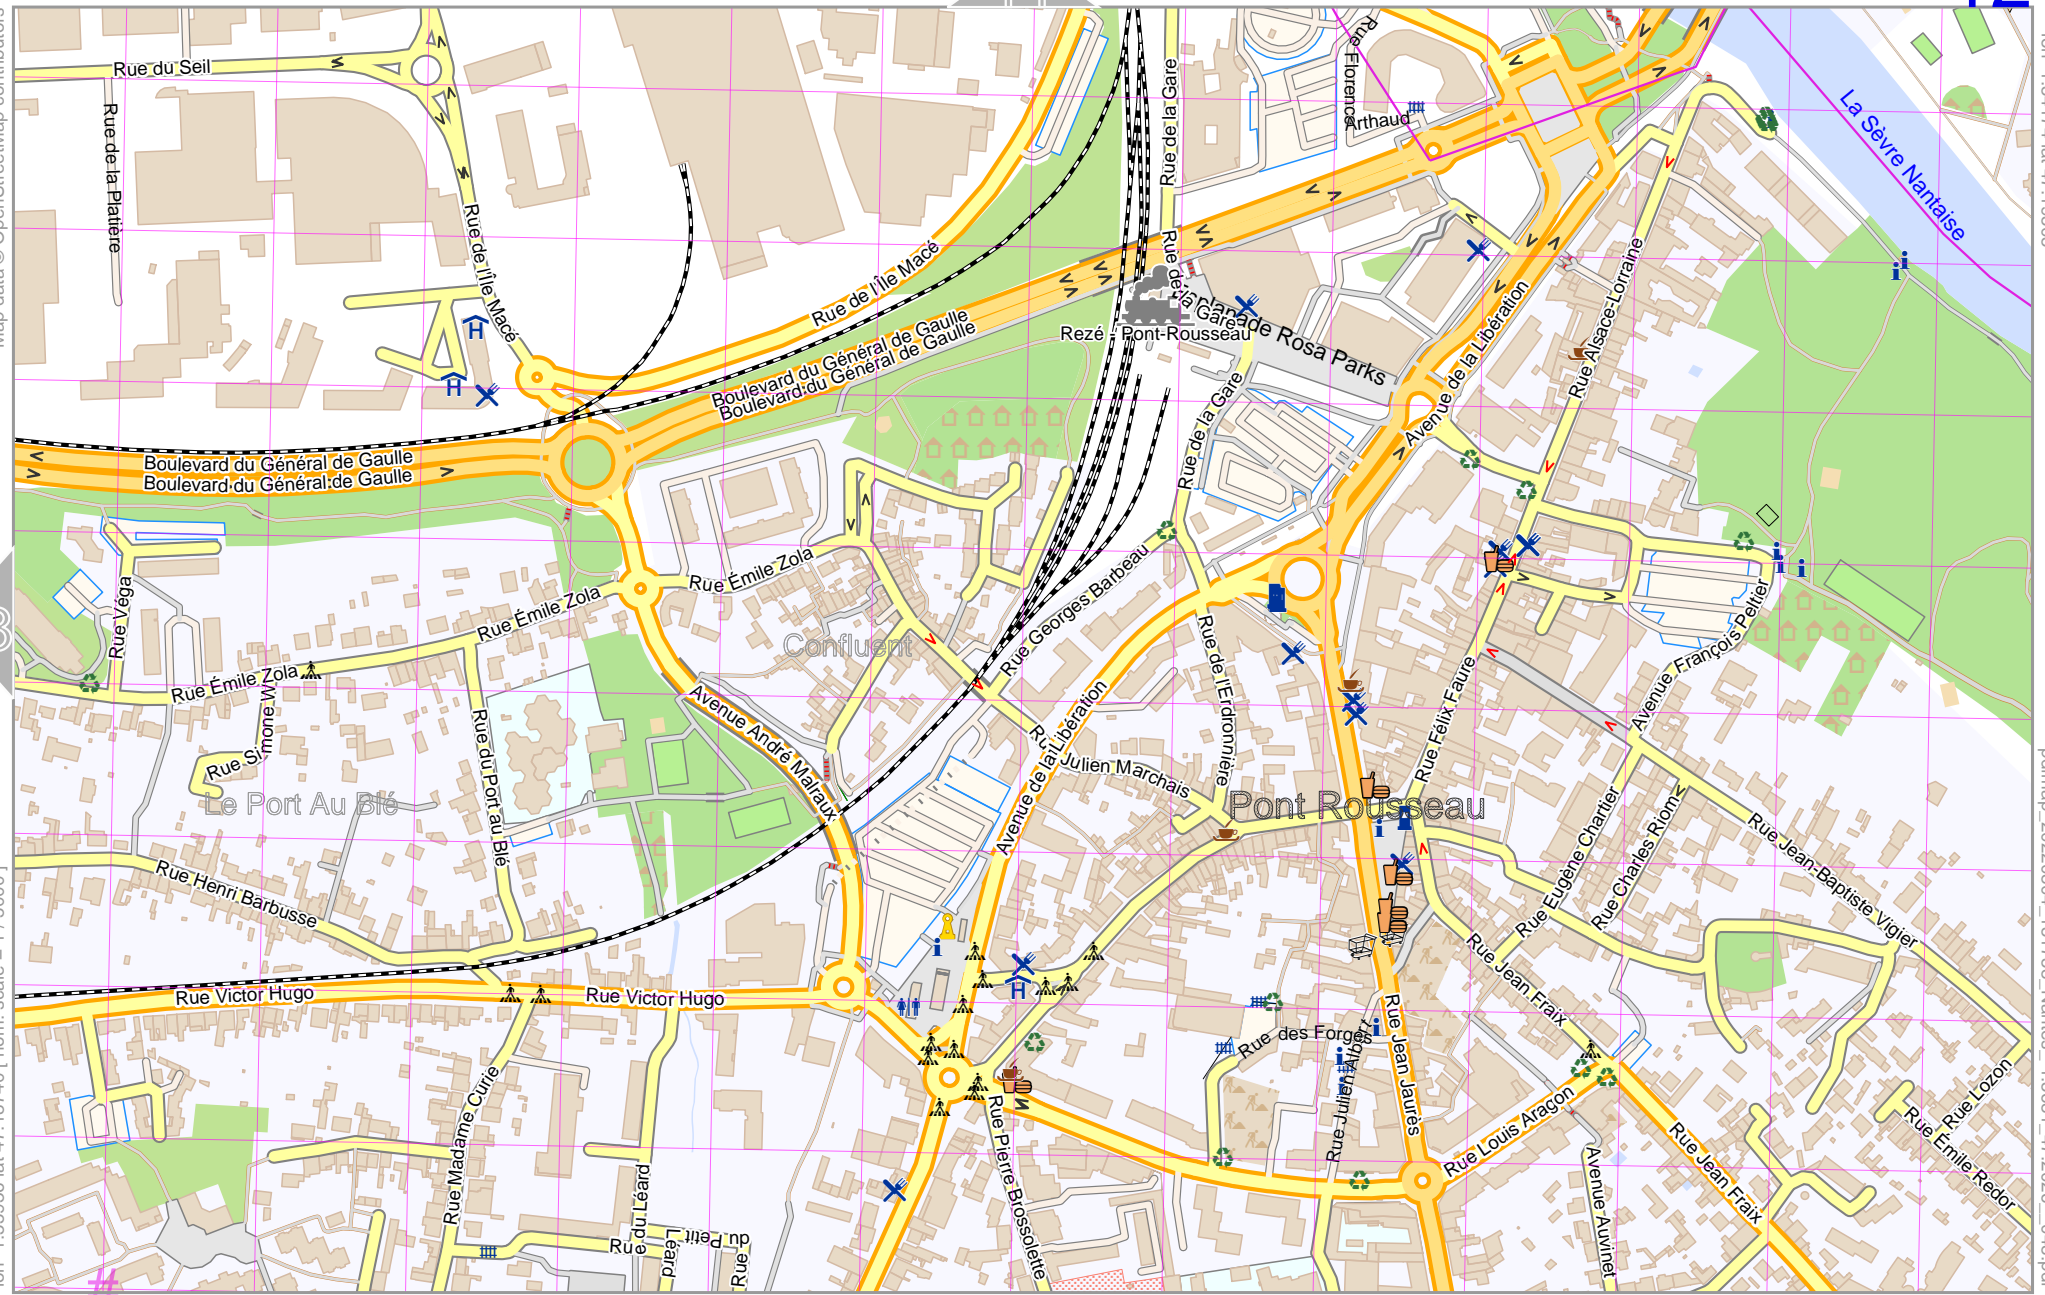 Rue du Seil
Rue de la Platière
Rue de l'Île Macé
Rue de l'Île Macé
Rue de la Gare
Rue Florence
Arthaud
La Sèvre Nantaise
Rue de la Gare
Esplanade Rosa Parks
Rezé - Pont-Rousseau
Boulevard du Général de Gaulle
Boulevard du Général de Gaulle
Boulevard du Général de Gaulle
Boulevard du Général de Gaulle
Avenue de la Libération
Rue Alsace-Lorraine
Rue de la Gare
H
H
Rue Véga
Rue Émile Zola
Rue Émile Zola
Rue Émile Zola
Rue Georges Barbeau
Confluent
Rue Simone W
Rue du Port au Blé
Le Port Au Blé
Avenue André Malraux
Avenue de la Libération
Rue Julien Marchais
Rue de l'Erdronnière
Pont Rousseau
Rue Félix Faure
Avenue François Peltier
Rue Eugène Chartier
Rue Charles Riom
Rue Jean-Baptiste Vigier
Rue Henri Barbusse
Rue Victor Hugo
Rue Victor Hugo
H
Rue Jean Fraix
Rue des Forges
Rue Julien Albert
Rue Jean Jaurès
Rue Louis Aragon
Rue Jean Fraix
Avenue Auvinet
Rue Lozon
Rue Émile Redor
Rue Madame Curie
Rue du Léard
Rue du Petit Léard
Rue Pierre Brossolette
#